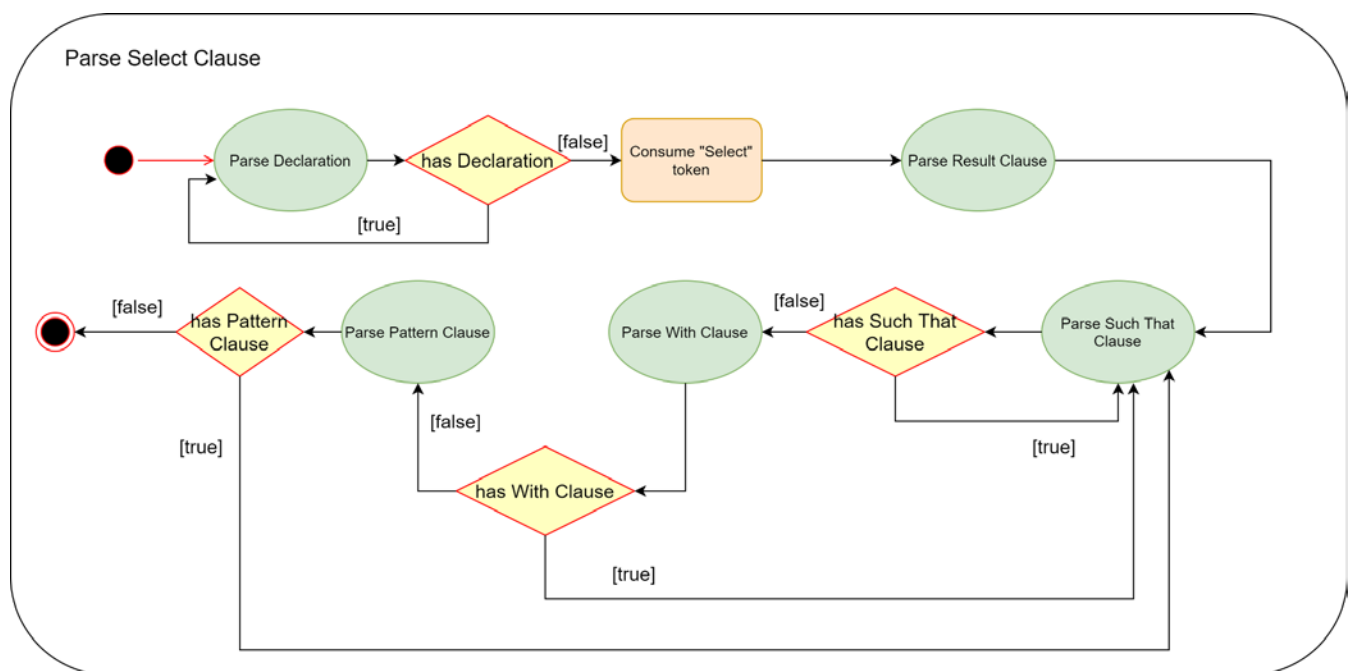 Parse Select Clause
Parse Declaration
has Declaration
[false]
Consume "Select"
token
Parse Result Clause
[true]
[false]
has Pattern
Clause
Parse Pattern Clause
Parse With Clause
[false]
has Such That
Clause
Parse Such That
Clause
[false]
[true]
[true]
has With Clause
[true]